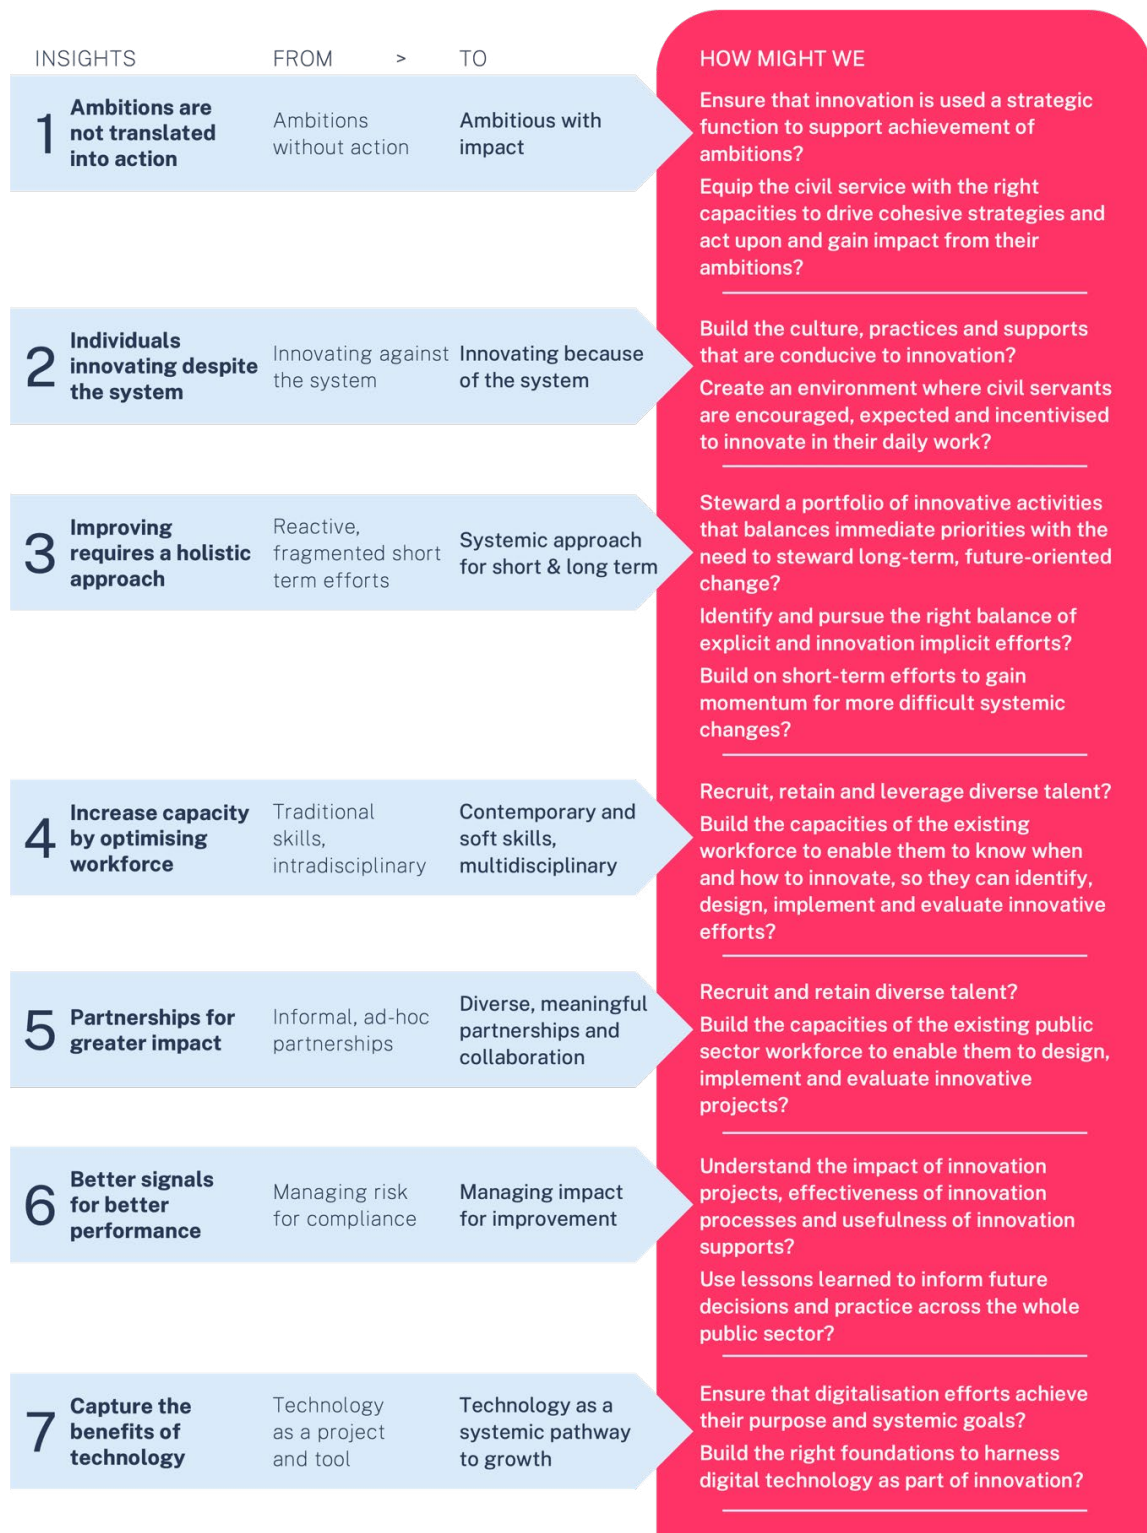 INSIGHTS
FROM
>
TO
HOW MIGHT WE
1
Ambitions are
not translated
into action
Ambitions
without action
Ambitious with
impact
Ensure that innovation is used a strategic
function to support achievement of
ambitions?
Equip the civil service with the right
capacities to drive cohesive strategies and
act upon and gain impact from their
ambitions?
2
Individuals
innovating despite
the system
Innovating against
the system
Innovating because
of the system
Build the culture, practices and supports
that are conducive to innovation?
Create an environment where civil servants
are encouraged, expected and incentivised
to innovate in their daily work?
3
Improving
requires a holistic
approach
Reactive,
fragmented short
term efforts
Systemic approach
for short & long term
Steward a portfolio of innovative activities
that balances immediate priorities with the
need to steward long-term, future-oriented
change?
Identify and pursue the right balance of
explicit and innovation implicit efforts?
Build on short-term efforts to gain
momentum for more difficult systemic
changes?
4
Increase capacity
by optimising
workforce
Traditional
skills,
intradisciplinary
Contemporary and
soft skills,
multidisciplinary
Recruit, retain and leverage diverse talent?
Build the capacities of the existing
workforce to enable them to know when
and how to innovate, so they can identify,
design, implement and evaluate innovative
efforts?
5
Partnerships for
greater impact
Informal, ad-hoc
partnerships
Diverse, meaningful
partnerships and
collaboration
Recruit and retain diverse talent?
Build the capacities of the existing public
sector workforce to enable them to design,
implement and evaluate innovative
projects?
6
Better signals
for better
performance
Managing risk
for compliance
Managing impact
for improvement
Understand the impact of innovation
projects, effectiveness of innovation
processes and usefulness of innovation
supports?
Use lessons learned to inform future
decisions and practice across the whole
public sector?
7
Capture the
benefits of
technology
Technology
as a project
and tool
Technology as a
systemic pathway
to growth
Ensure that digitalisation efforts achieve
their purpose and systemic goals?
Build the right foundations to harness
digital technology as part of innovation?